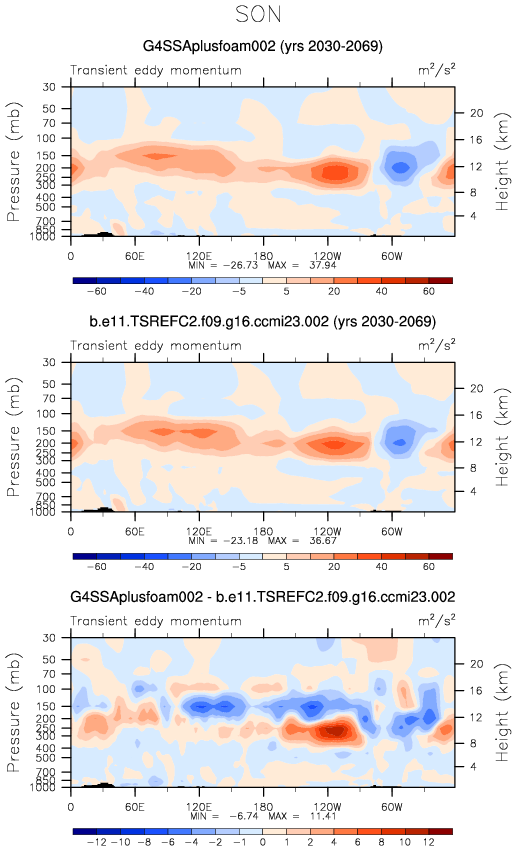 SON
G4SSAplusfoam002 (yrs 2030-2069)
Transient eddy momentum m²/s²
30
50
70
100
150
200
250
300
400
500
700
850
1000
Pressure (mb)
20
16
12
8
4
Height (km)
0 60E 120E 180 120W 60W
MIN = -26.73 MAX = 37.94
-60 -40 -20 -10 -5 5 10 20 40 60
b.e11.TSREFC2.f09.g16.ccmi23.002 (yrs 2030-2069)
Transient eddy momentum m²/s²
30
50
70
100
150
200
250
300
400
500
700
850
1000
Pressure (mb)
20
16
12
8
4
Height (km)
0 60E 120E 180 120W 60W
MIN = -23.18 MAX = 36.67
-60 -40 -20 -10 -5 5 10 20 40 60
G4SSAplusfoam002 - b.e11.TSREFC2.f09.g16.ccmi23.002
Transient eddy momentum m²/s²
30
50
70
100
150
200
250
300
400
500
700
850
1000
Pressure (mb)
20
16
12
8
4
Height (km)
0 60E 120E 180 120W 60W
MIN = -6.74 MAX = 11.41
-12 -10 -8 -6 -4 -2 -1 0 1 2 4 6 8 10 12